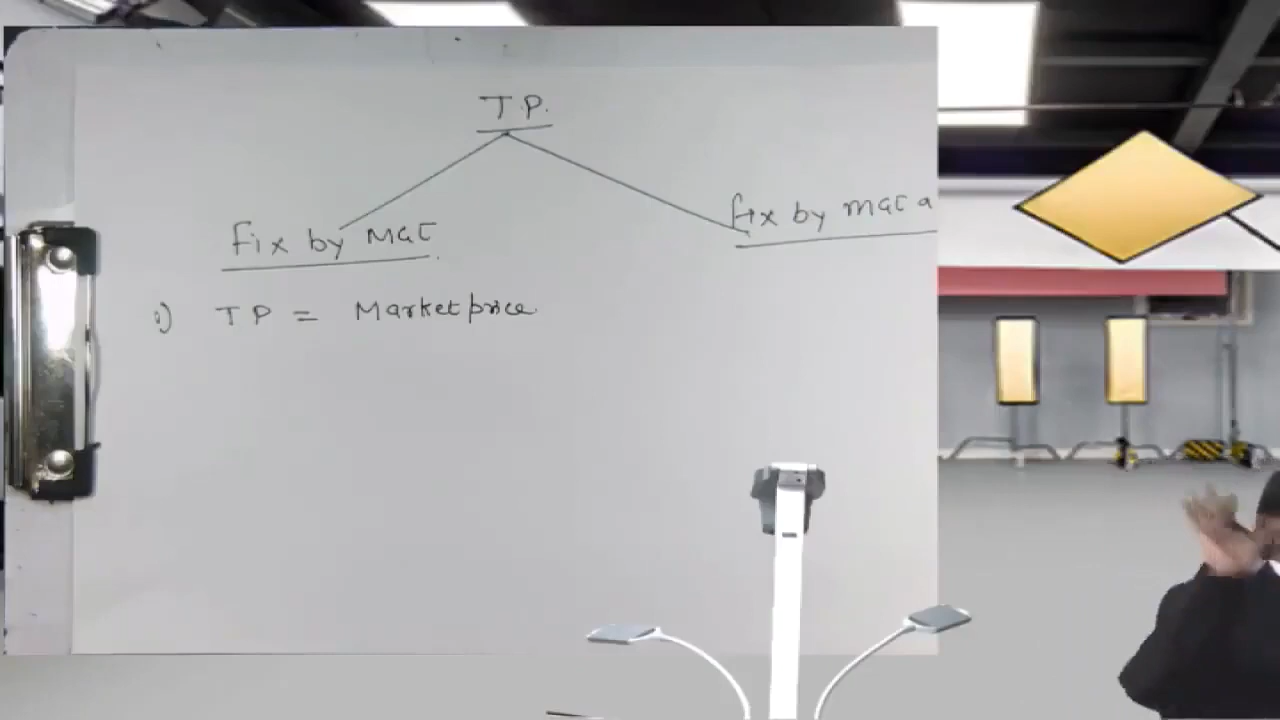 T.P.
Fix by MGT
Fix by MGT a
i) TP = Market price